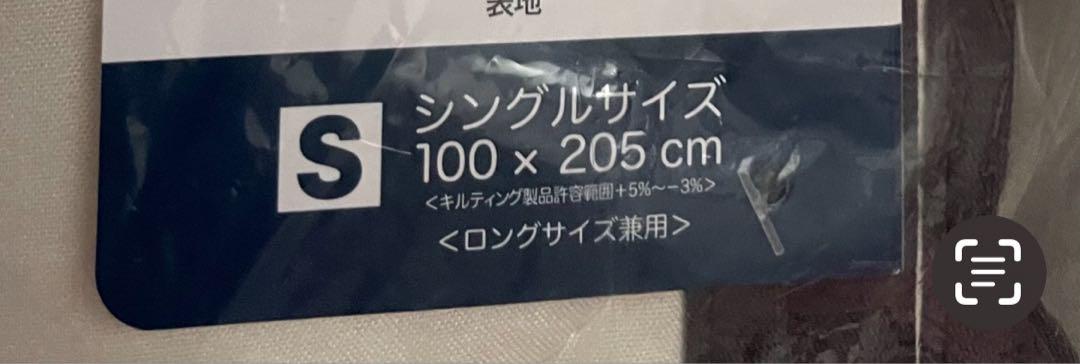 表地
S
シングルサイズ
100 × 205 cm
<キルティング製品許容範囲+5%~-3%>
<ロングサイズ兼用>